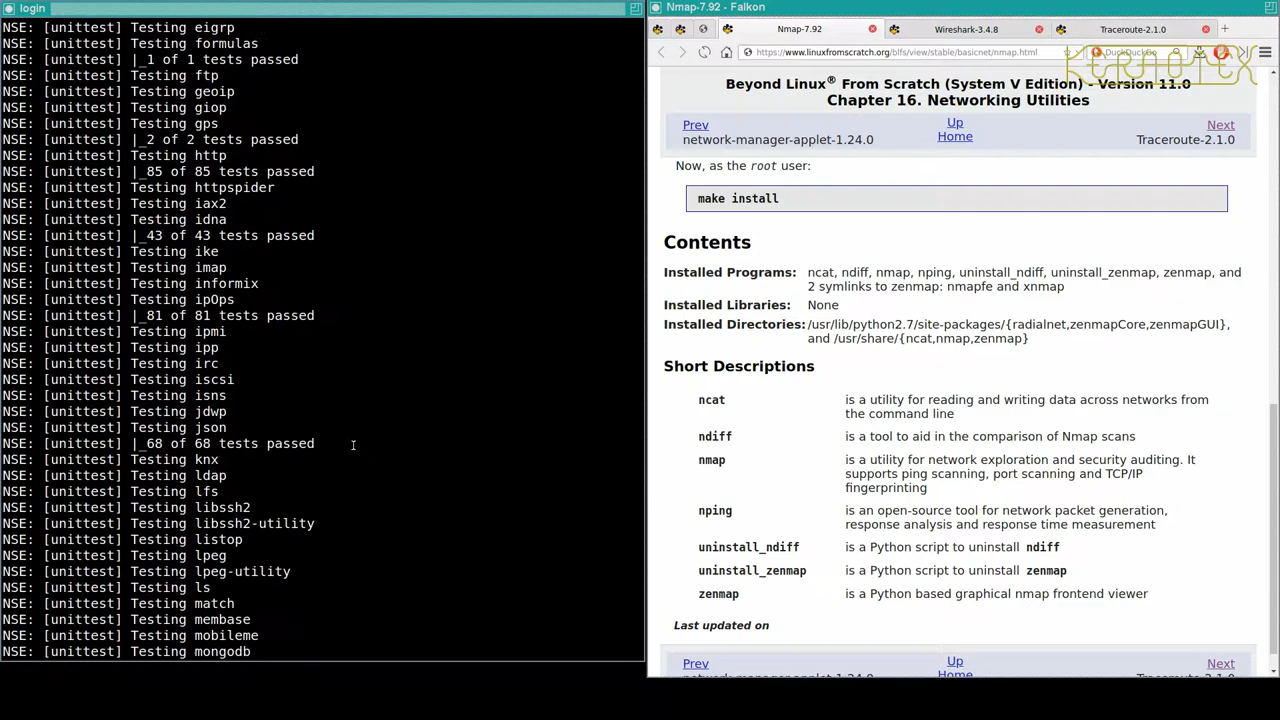 login
NSE: [unittest] Testing eigrp
NSE: [unittest] Testing formulas
NSE: [unittest] |_1 of 1 tests passed
NSE: [unittest] Testing ftp
NSE: [unittest] Testing geoip
NSE: [unittest] Testing giop
NSE: [unittest] Testing gps
NSE: [unittest] |_2 of 2 tests passed
NSE: [unittest] Testing http
NSE: [unittest] |_85 of 85 tests passed
NSE: [unittest] Testing httpspider
NSE: [unittest] Testing iax2
NSE: [unittest] Testing idna
NSE: [unittest] |_43 of 43 tests passed
NSE: [unittest] Testing ike
NSE: [unittest] Testing imap
NSE: [unittest] Testing informix
NSE: [unittest] Testing ipOps
NSE: [unittest] |_81 of 81 tests passed
NSE: [unittest] Testing ipmi
NSE: [unittest] Testing ipp
NSE: [unittest] Testing irc
NSE: [unittest] Testing iscsi
NSE: [unittest] Testing isns
NSE: [unittest] Testing jdwp
NSE: [unittest] Testing json
NSE: [unittest] |_68 of 68 tests passed
NSE: [unittest] Testing knx
NSE: [unittest] Testing ldap
NSE: [unittest] Testing lfs
NSE: [unittest] Testing libssh2
NSE: [unittest] Testing libssh2-utility
NSE: [unittest] Testing listop
NSE: [unittest] Testing lpeg
NSE: [unittest] Testing lpeg-utility
NSE: [unittest] Testing ls
NSE: [unittest] Testing match
NSE: [unittest] Testing membase
NSE: [unittest] Testing mobileme
NSE: [unittest] Testing mongodb
Nmap-7.92 - Falkon
Nmap-7.92 Wireshark-3.4.8 Traceroute-2.1.0
https://www.linuxfromscratch.org/blfs/view/stable/basicnet/nmap.html DuckDuckGo
KERNOTEX
Beyond Linux® From Scratch (System V Edition) - Version 11.0
Chapter 16. Networking Utilities
Prev Up Next
network-manager-applet-1.24.0 Home Traceroute-2.1.0
Now, as the root user:
make install
Contents
Installed Programs: ncat, ndiff, nmap, nping, uninstall_ndiff, uninstall_zenmap, zenmap, and
2 symlinks to zenmap: nmapfe and xnmap
Installed Libraries: None
Installed Directories: /usr/lib/python2.7/site-packages/{radialnet,zenmapCore,zenmapGUI},
and /usr/share/{ncat,nmap,zenmap}
Short Descriptions
ncat is a utility for reading and writing data across networks from
the command line
ndiff is a tool to aid in the comparison of Nmap scans
nmap is a utility for network exploration and security auditing. It
supports ping scanning, port scanning and TCP/IP
fingerprinting
nping is an open-source tool for network packet generation,
response analysis and response time measurement
uninstall_ndiff is a Python script to uninstall ndiff
uninstall_zenmap is a Python script to uninstall zenmap
zenmap is a Python based graphical nmap frontend viewer
Last updated on
Prev Up Next
network-manager-applet-1.24.0 Home Traceroute-2.1.0